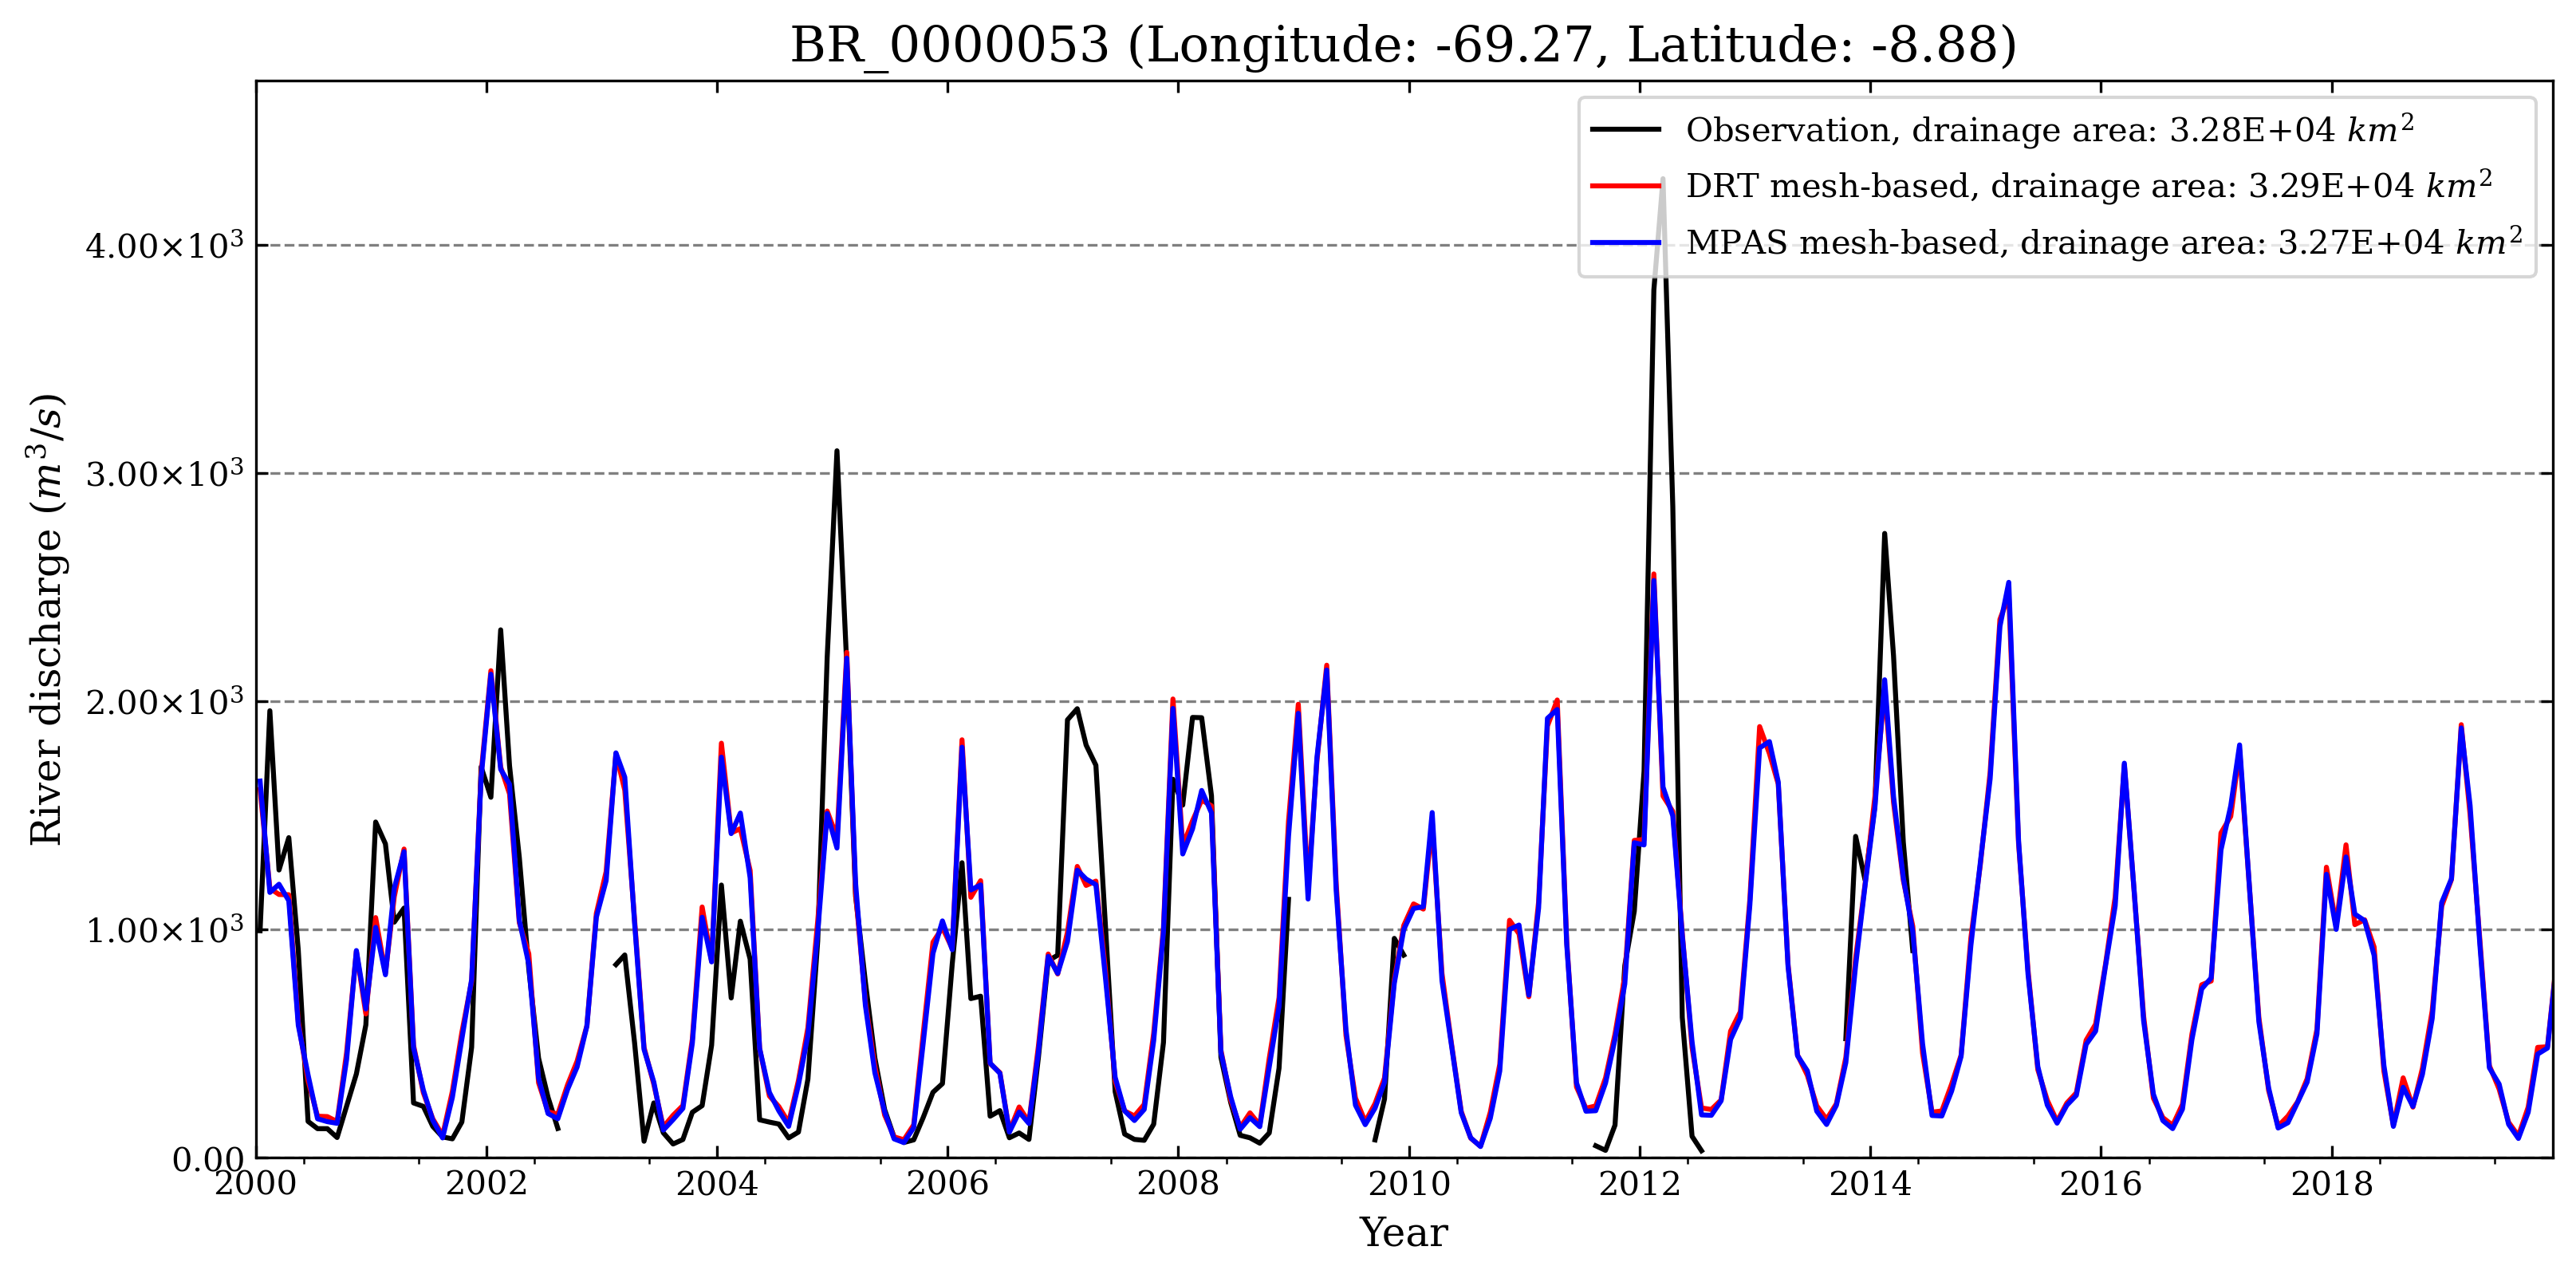 BR_0000053 (Longitude: -69.27, Latitude: -8.88)
Observation, drainage area: 3.28E+04 km²
DRT mesh-based, drainage area: 3.29E+04 km²
MPAS mesh-based, drainage area: 3.27E+04 km²
River discharge (m³/s)
4.00×10³
3.00×10³
2.00×10³
1.00×10³
0.00
2000 2002 2004 2006 2008 2010 2012 2014 2016 2018
Year